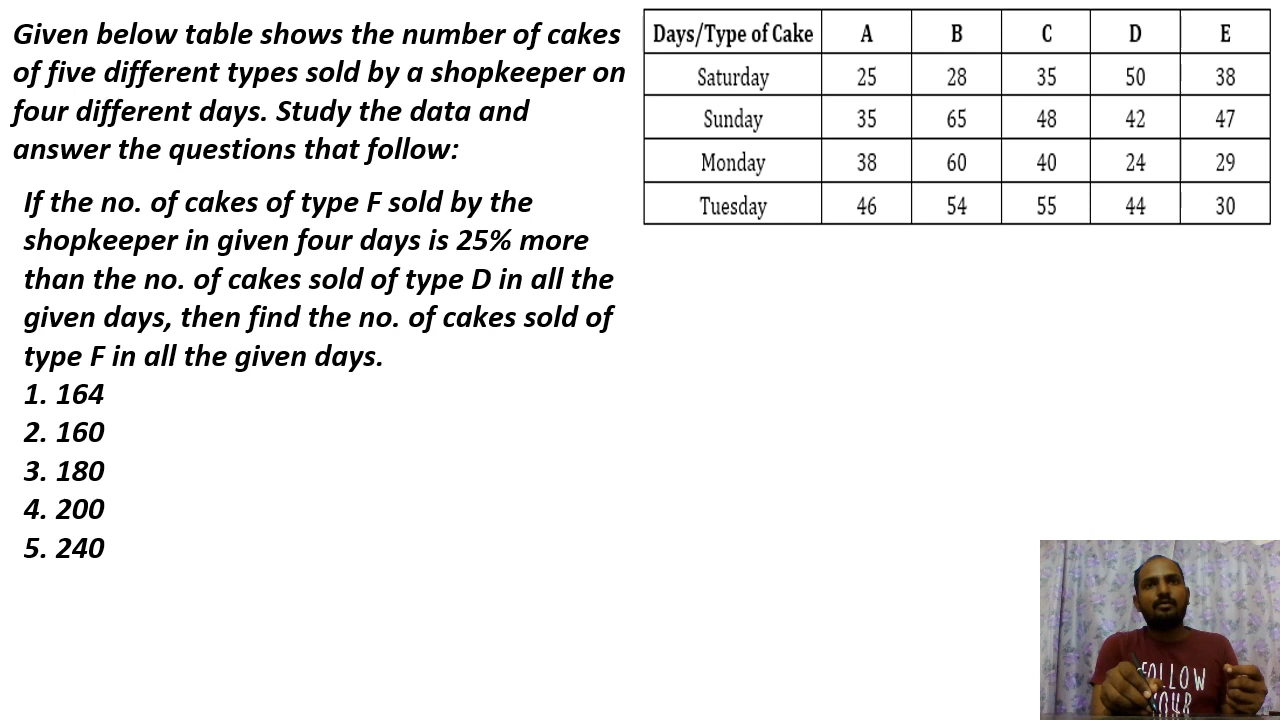 Given below table shows the number of cakes
of five different types sold by a shopkeeper on
four different days. Study the data and
answer the questions that follow:
If the no. of cakes of type F sold by the
shopkeeper in given four days is 25% more
than the no. of cakes sold of type D in all the
given days, then find the no. of cakes sold of
type F in all the given days.
1. 164
2. 160
3. 180
4. 200
5. 240
Days/Type of Cake A B C D E
Saturday 25 28 35 50 38
Sunday 35 65 48 42 47
Monday 38 60 40 24 29
Tuesday 46 54 55 44 30
FOLLOW
YOUR